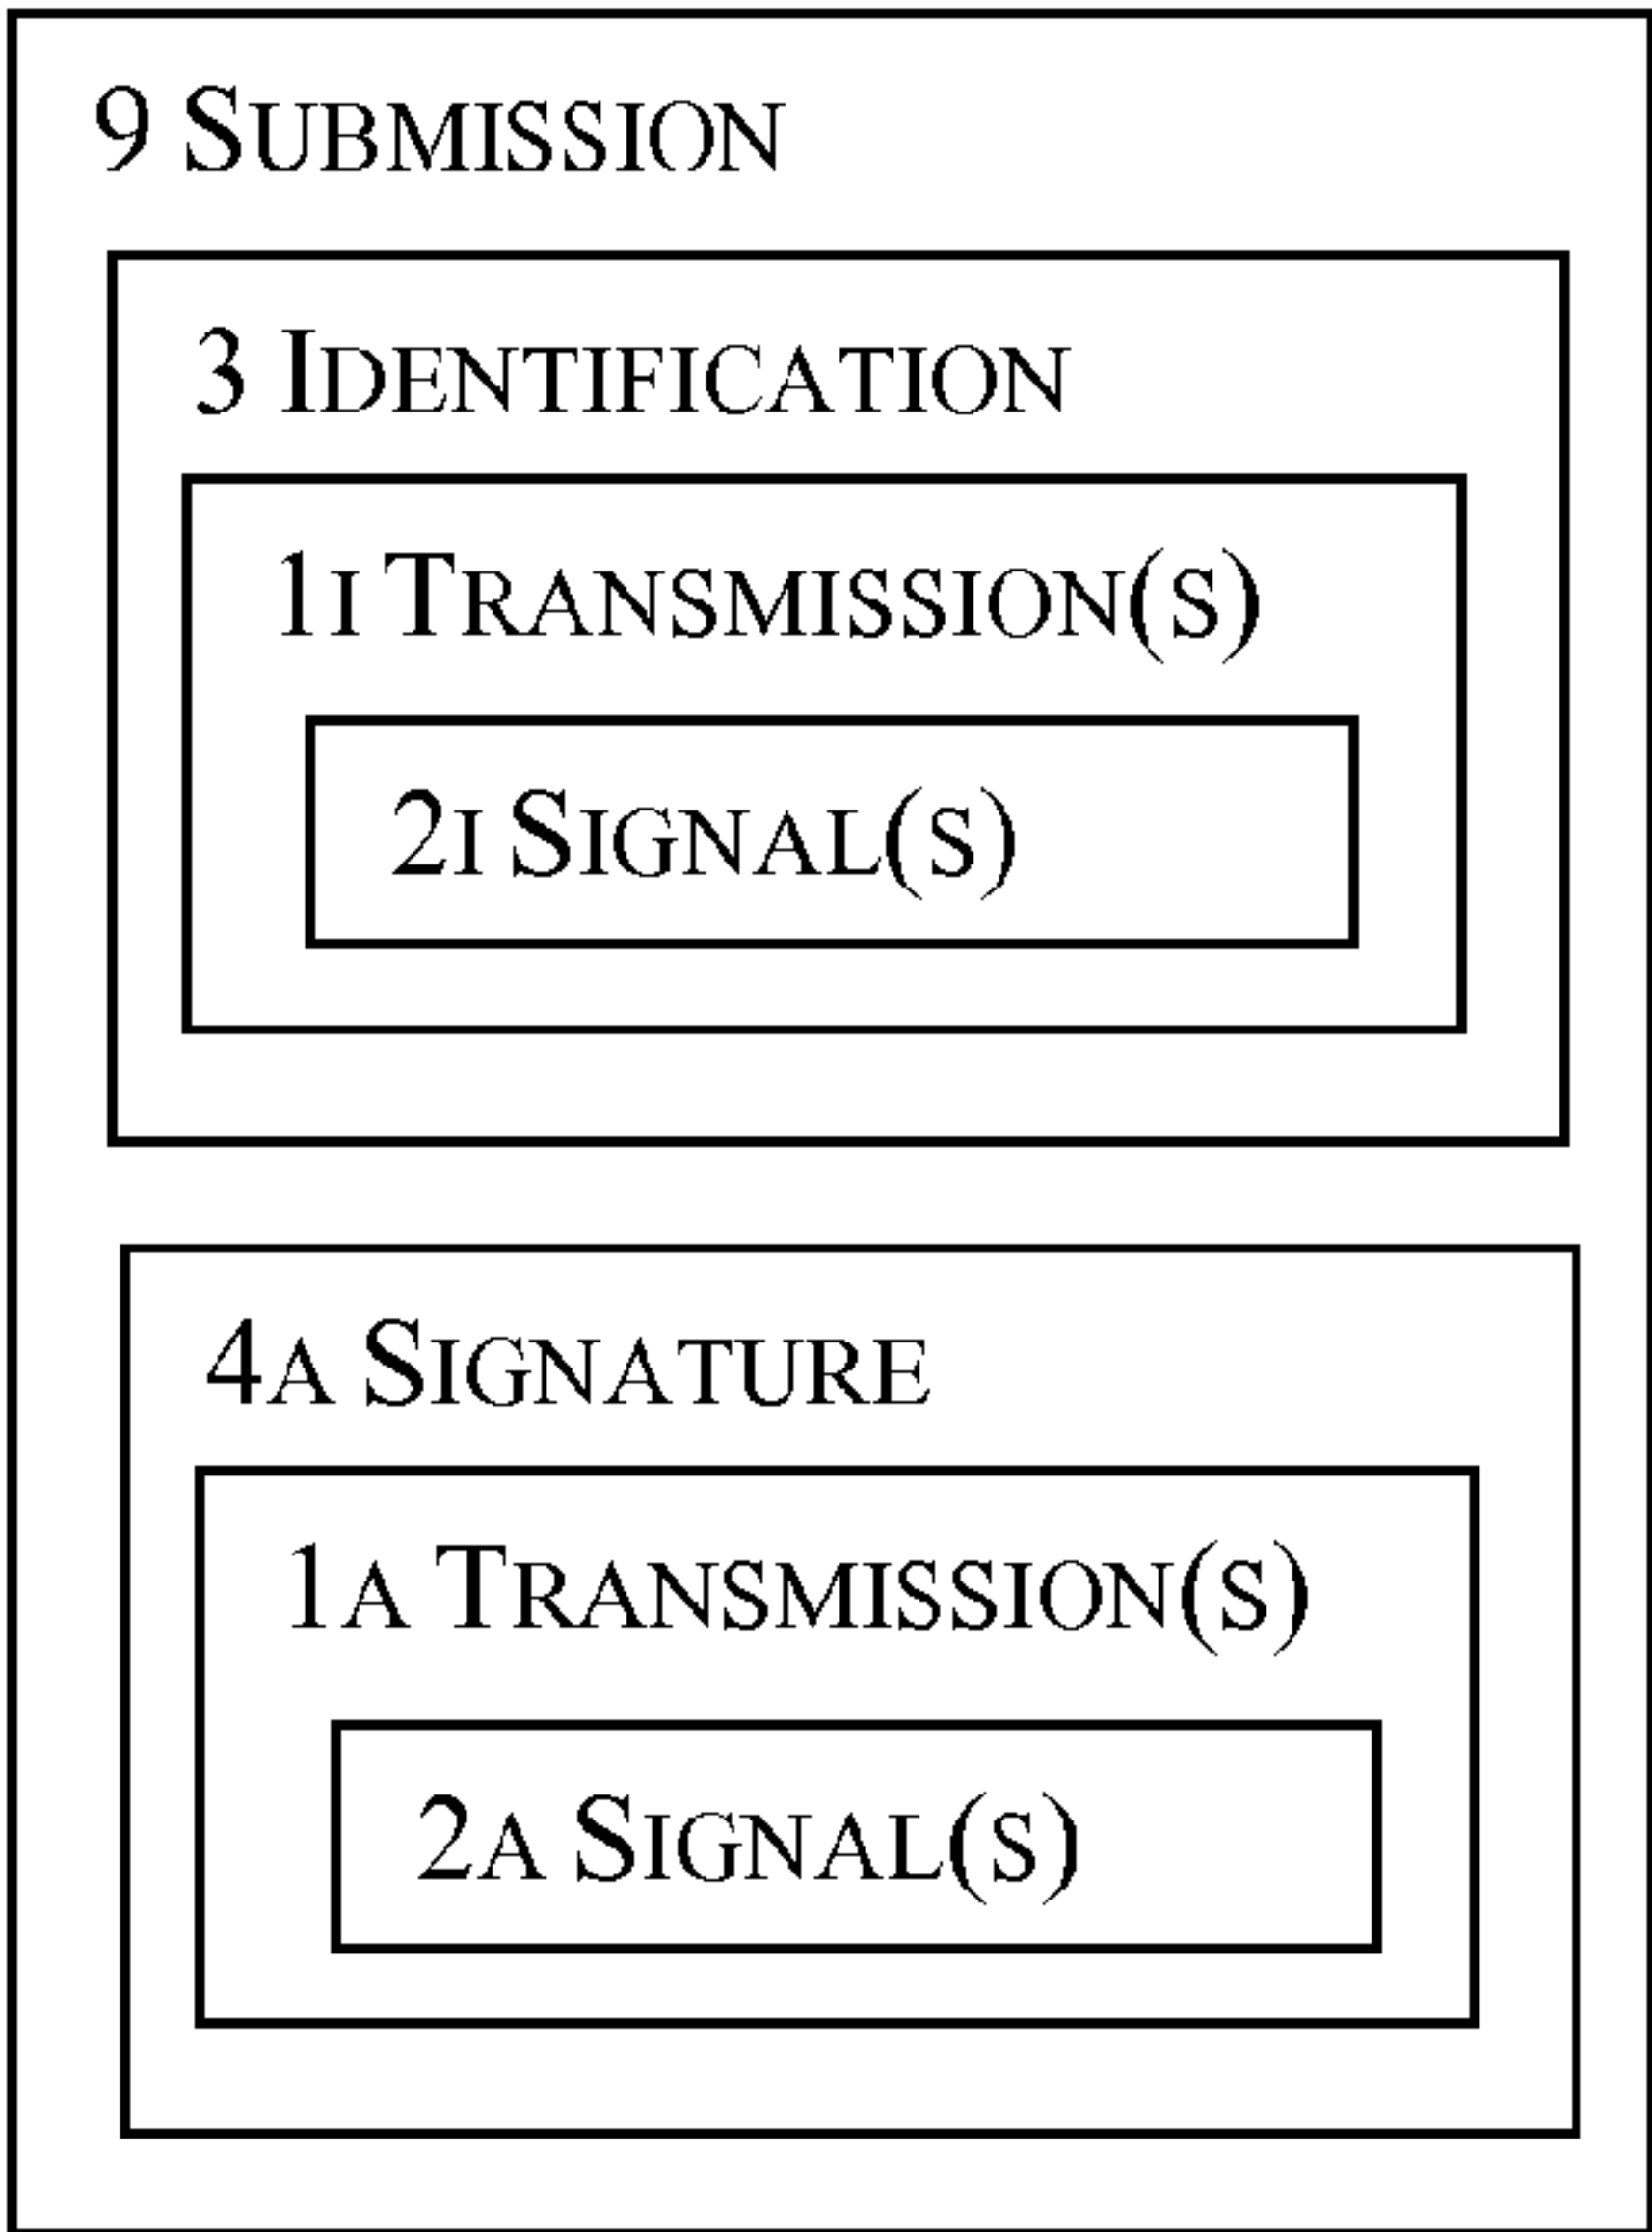 9 SUBMISSION
3 IDENTIFICATION
1I TRANSMISSION(S)
2I SIGNAL(S)
4A SIGNATURE
1A TRANSMISSION(S)
2A SIGNAL(S)